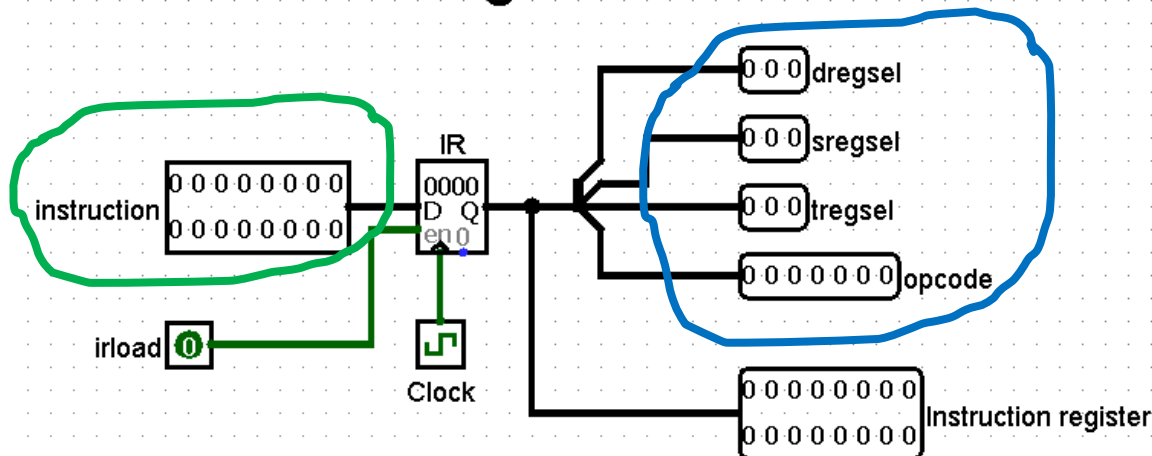 IR
instruction
0 0 0 0 0 0 0 0
0 0 0 0 0 0 0 0
0000
D Q
en 0
irload
0
Clock
0 0 0 dregsel
0 0 0 sregsel
0 0 0 tregsel
0 0 0 0 0 0 0 opcode
0 0 0 0 0 0 0 0
0 0 0 0 0 0 0 0
Instruction register